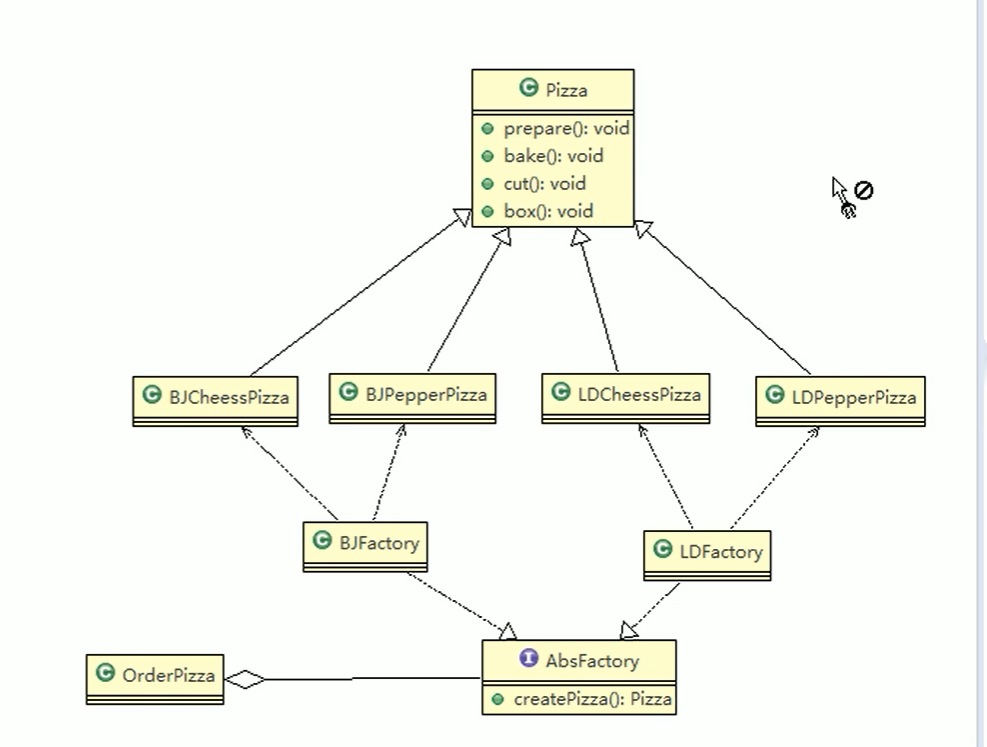 Pizza
prepare(): void
bake(): void
cut(): void
box(): void
BJCheessPizza
BJPepperPizza
LDCheessPizza
LDPepperPizza
BJFactory
LDFactory
OrderPizza
AbsFactory
createPizza(): Pizza